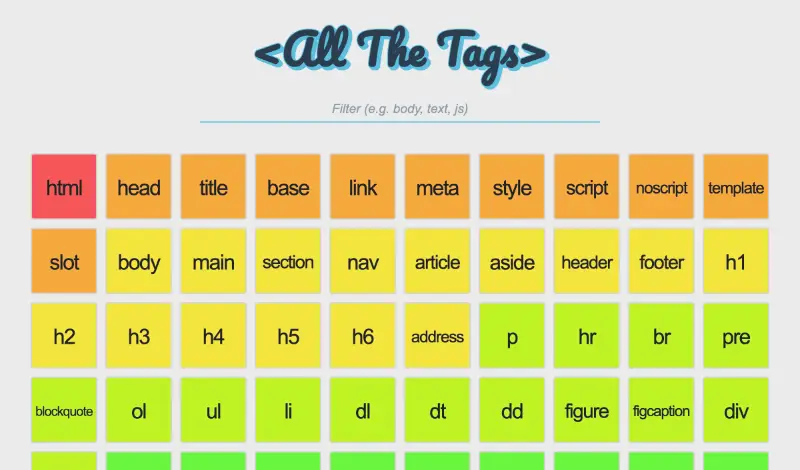 <All The Tags>
Filter (e.g. body, text, js)
html head title base link meta style script noscript template
slot body main section nav article aside header footer h1
h2 h3 h4 h5 h6 address p hr br pre
blockquote ol ul li dl dt dd figure figcaption div